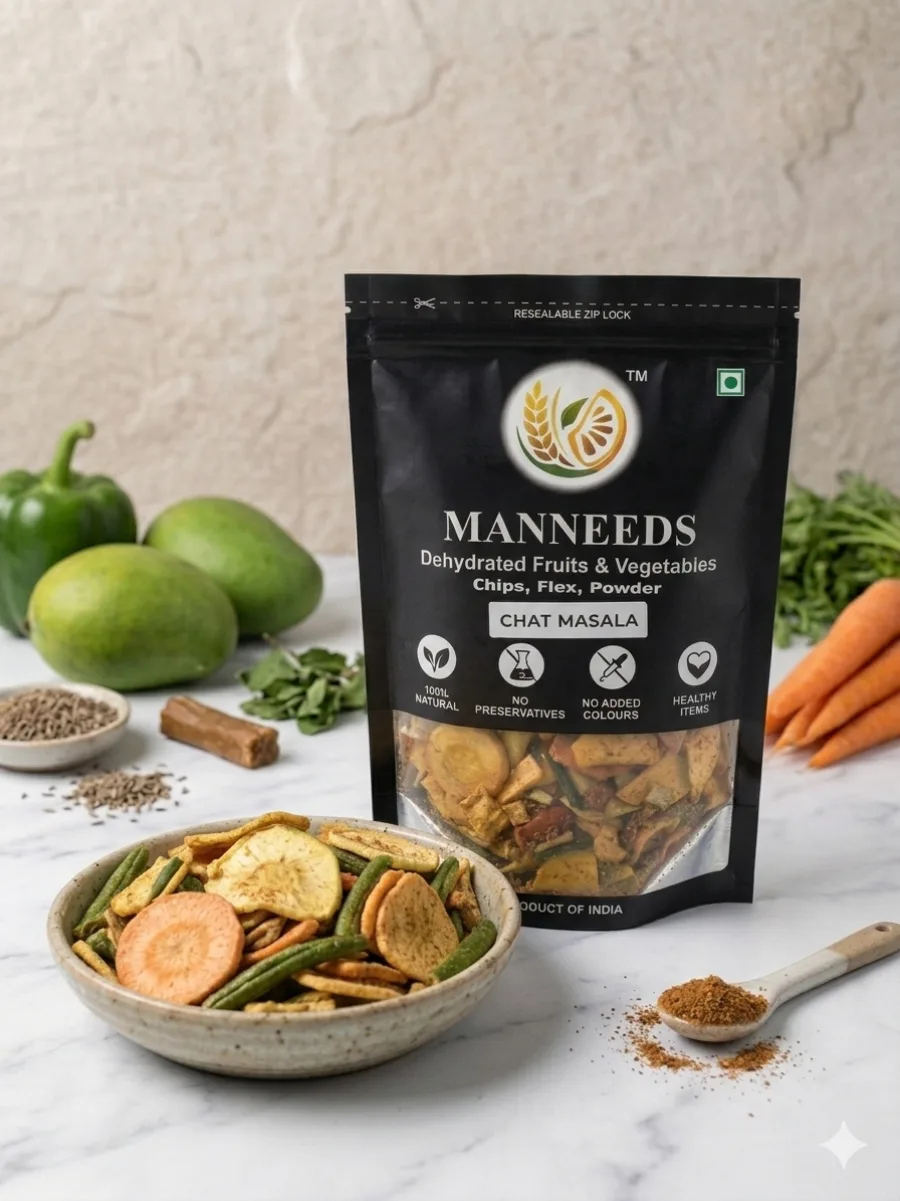 RESEALABLE ZIP LOCK
TM
MANNEEDS
Dehydrated Fruits & Vegetables
Chips, Flex, Powder
CHAT MASALA
100%
NATURAL
NO
PRESERVATIVES
NO ADDED
COLOURS
HEALTHY
ITEMS
ODUCT OF INDIA